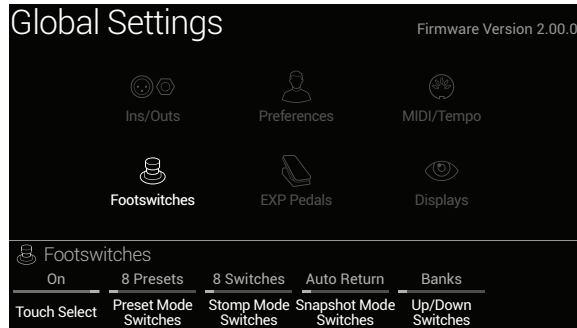 Global Settings
Firmware Version 2.00.0
Ins/Outs
Preferences
MIDI/Tempo
Footswitches
EXP Pedals
Displays
Footswitches
On
8 Presets
8 Switches
Auto Return
Banks
Touch Select
Preset Mode
Switches
Stomp Mode
Switches
Snapshot Mode
Switches
Up/Down
Switches